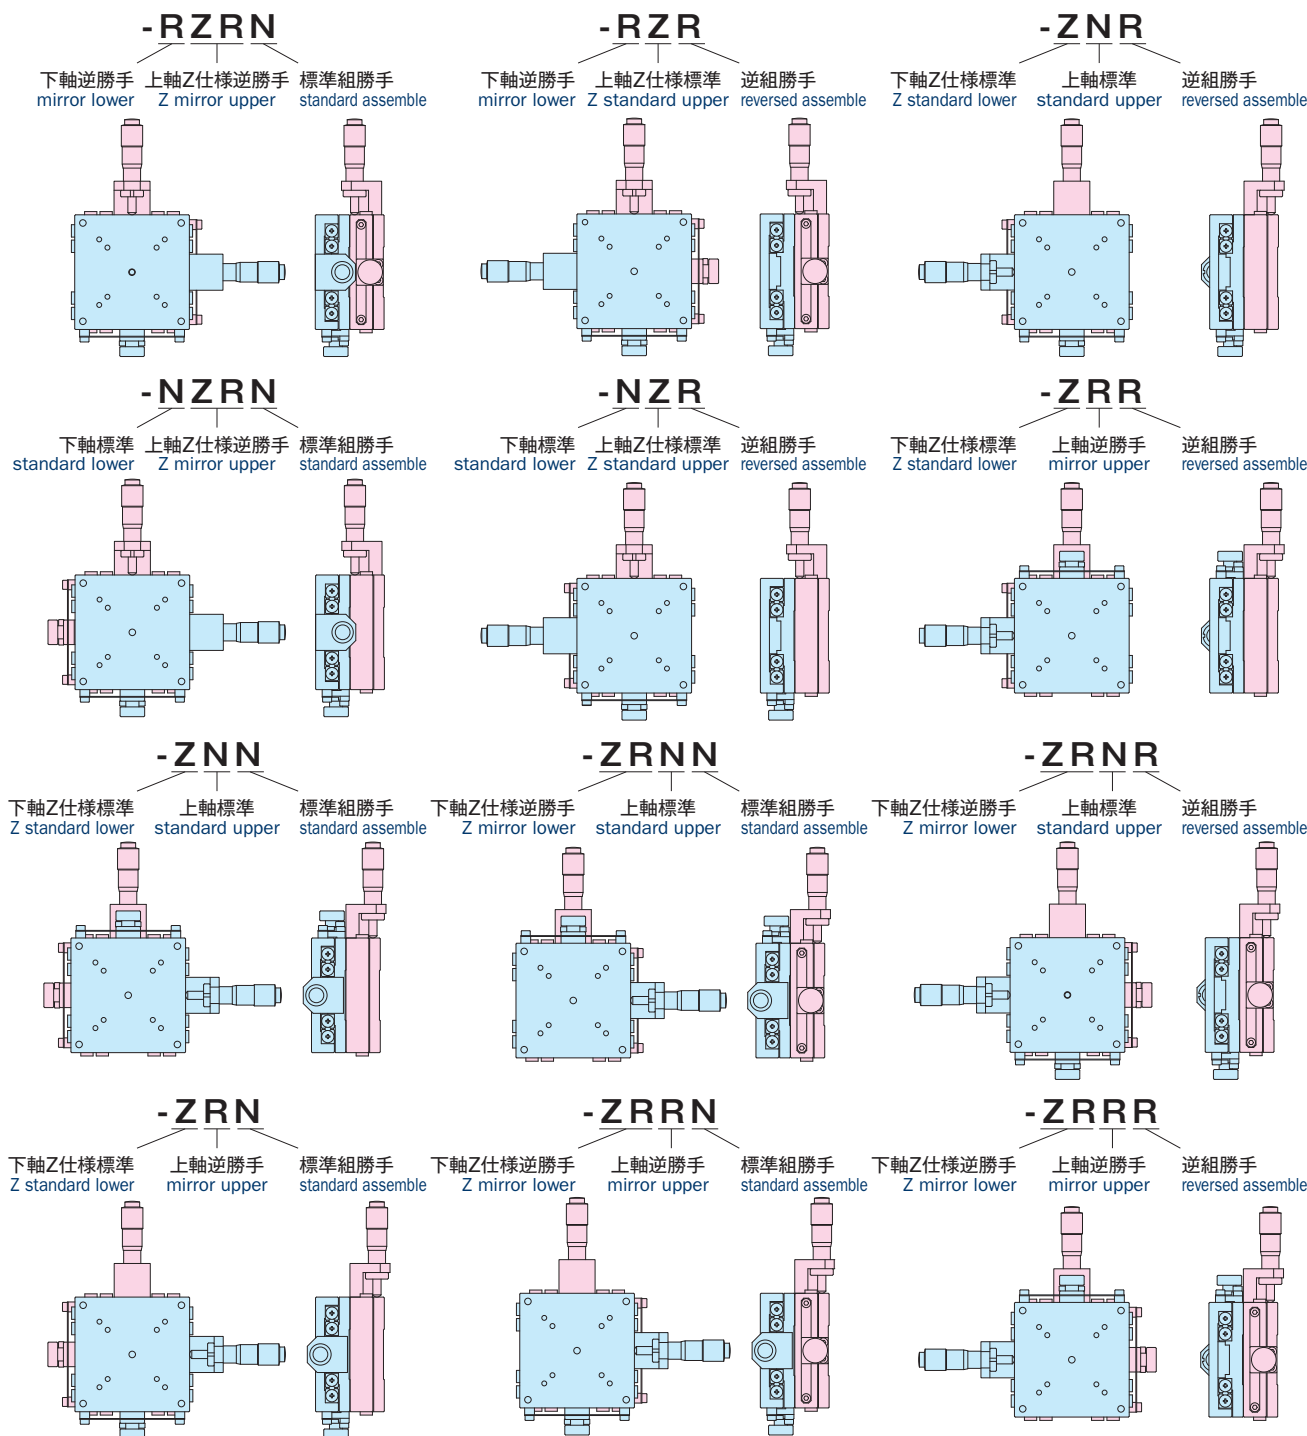 -RZRN
下軸逆勝手 上軸Z仕様逆勝手 標準組勝手
mirror lower Z mirror upper standard assemble
-RZR
下軸逆勝手 上軸Z仕様標準 逆組勝手
mirror lower Z standard upper reversed assemble
-ZNR
下軸Z仕様標準 上軸標準 逆組勝手
Z standard lower standard upper reversed assemble
-NZRN
下軸標準 上軸Z仕様逆勝手 標準組勝手
standard lower Z mirror upper standard assemble
-NZR
下軸標準 上軸Z仕様標準 逆組勝手
standard lower Z standard upper reversed assemble
-ZRR
下軸Z仕様標準 上軸逆勝手 逆組勝手
Z standard lower mirror upper reversed assemble
-ZNN
下軸Z仕様標準 上軸標準 標準組勝手
Z standard lower standard upper standard assemble
-ZRNN
下軸Z仕様逆勝手 上軸標準 標準組勝手
Z mirror lower standard upper standard assemble
-ZRNR
下軸Z仕様逆勝手 上軸標準 逆組勝手
Z mirror lower standard upper reversed assemble
-ZRN
下軸Z仕様標準 上軸逆勝手 標準組勝手
Z standard lower mirror upper standard assemble
-ZRRN
下軸Z仕様逆勝手 上軸逆勝手 標準組勝手
Z mirror lower mirror upper standard assemble
-ZRRR
下軸Z仕様逆勝手 上軸逆勝手 逆組勝手
Z mirror lower mirror upper reversed assemble